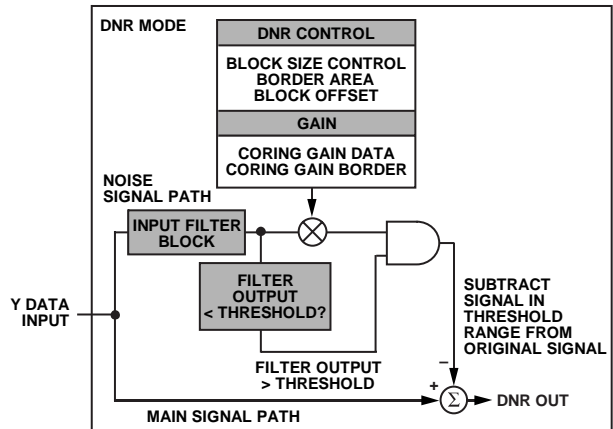 DNR MODE
DNR CONTROL
BLOCK SIZE CONTROL
BORDER AREA
BLOCK OFFSET
GAIN
CORING GAIN DATA
CORING GAIN BORDER
NOISE
SIGNAL PATH
INPUT FILTER
BLOCK
FILTER
OUTPUT
< THRESHOLD?
Y DATA
INPUT
FILTER OUTPUT
> THRESHOLD
SUBTRACT
SIGNAL IN
THRESHOLD
RANGE FROM
ORIGINAL SIGNAL
–
+
Σ
DNR OUT
MAIN SIGNAL PATH